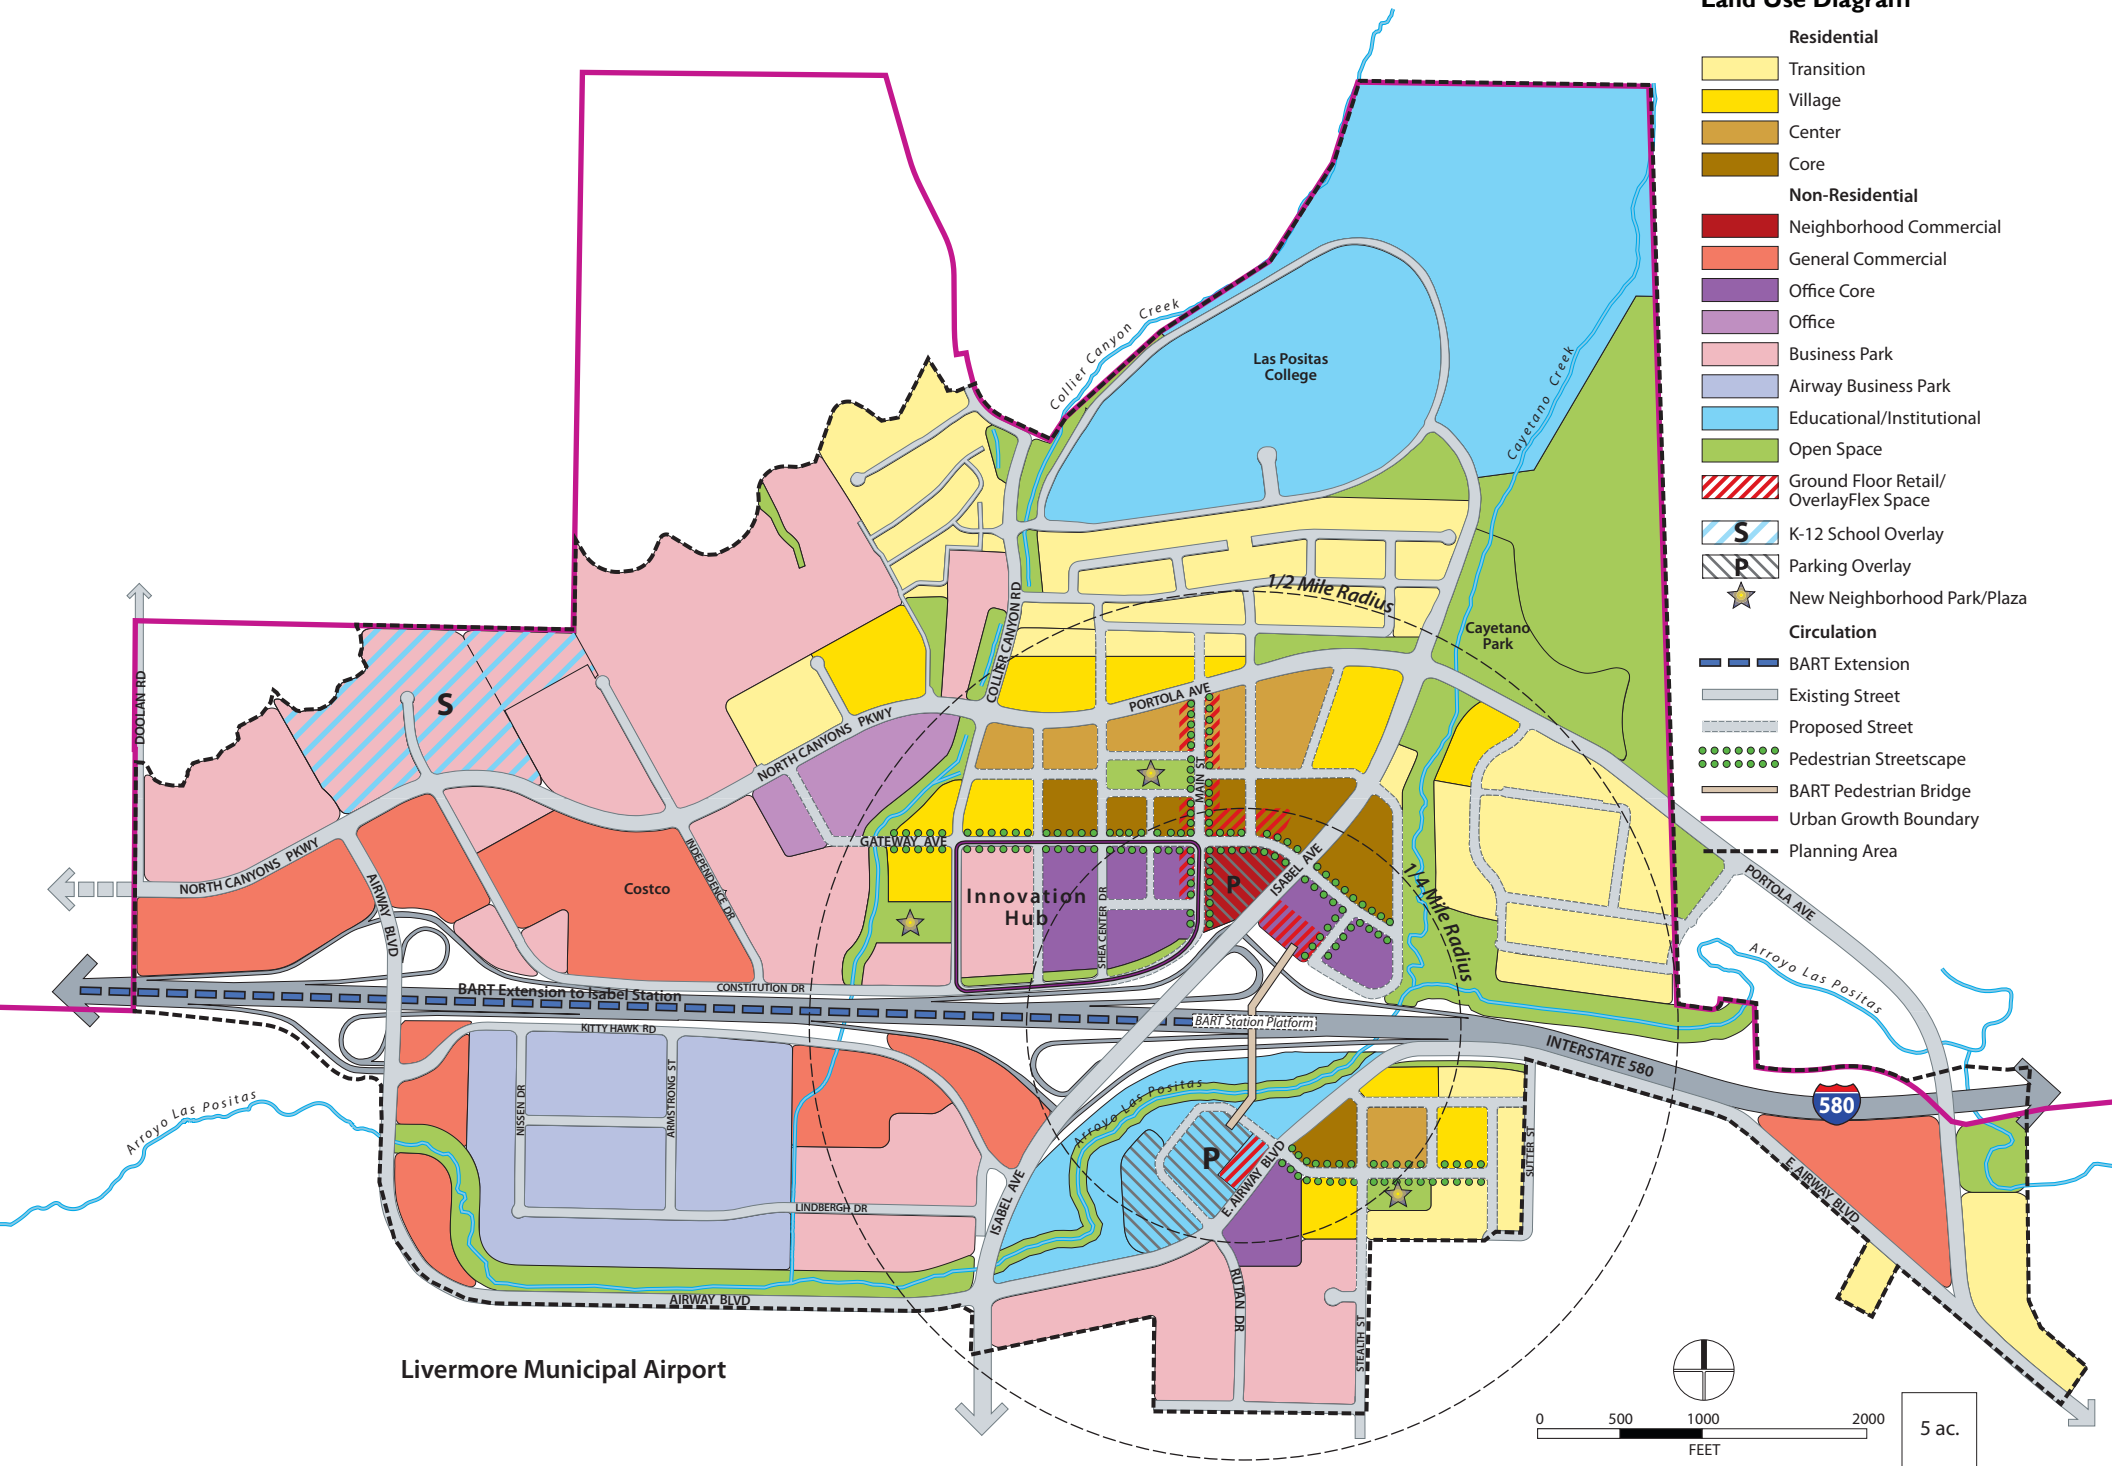 Land Use Diagram
Residential
Transition
Village
Center
Core
Non-Residential
Neighborhood Commercial
General Commercial
Office Core
Office
Business Park
Airway Business Park
Educational/Institutional
Open Space
Ground Floor Retail/
OverlayFlex Space
S
K-12 School Overlay
P
Parking Overlay
New Neighborhood Park/Plaza
Circulation
BART Extension
Existing Street
Proposed Street
Pedestrian Streetscape
BART Pedestrian Bridge
Urban Growth Boundary
Planning Area
Collier Canyon Creek
Las Positas
College
Cayetano Creek
1/2 Mile Radius
Cayetano
Park
COLLIER CANYON RD
DOOLAN RD
S
PORTOLA AVE
NORTH CANYONS PKWY
MAIN ST
GATEWAY AVE
NORTH CANYONS PKWY
AIRWAY BLVD
Costco
INDEPENDENCE DR
Innovation
Hub
SHEA CENTER DR
P
ISABEL AVE
1/4 Mile Radius
PORTOLA AVE
Arroyo Las Positas
BART Extension to Isabel Station
CONSTITUTION DR
KITTY HAWK RD
BART Station Platform
INTERSTATE 580
580
NISSEN DR
ARMSTRONG ST
Arroyo Las Positas
Arroyo Las Positas
P
E. AIRWAY BLVD
SUTTER ST
E. AIRWAY BLVD
LINDBERGH DR
ISABEL AVE
AIRWAY BLVD
RUTAN DR
STEALTH ST
Livermore Municipal Airport
0 500 1000 2000
FEET
5 ac.